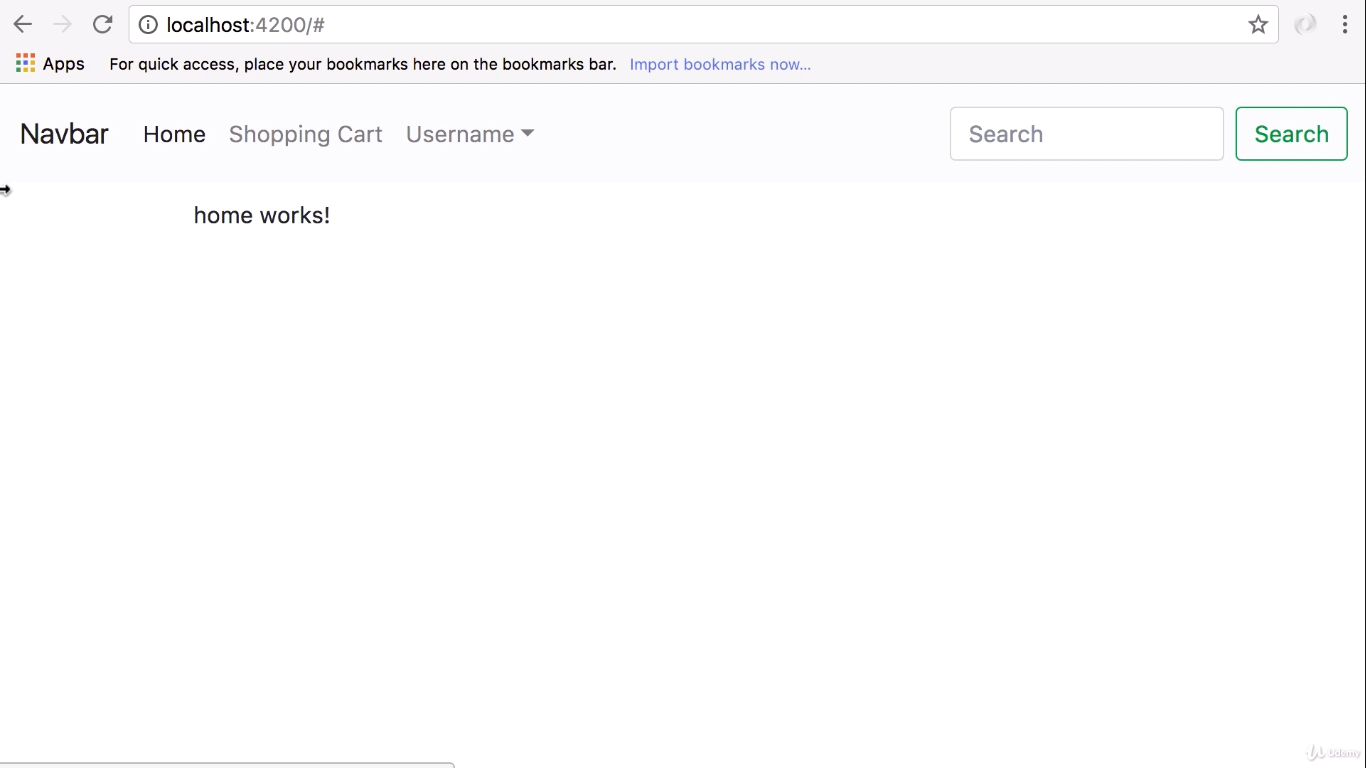 localhost:4200/#
Apps For quick access, place your bookmarks here on the bookmarks bar. Import bookmarks now...
Navbar Home Shopping Cart Username Search Search
home works!
Udemy